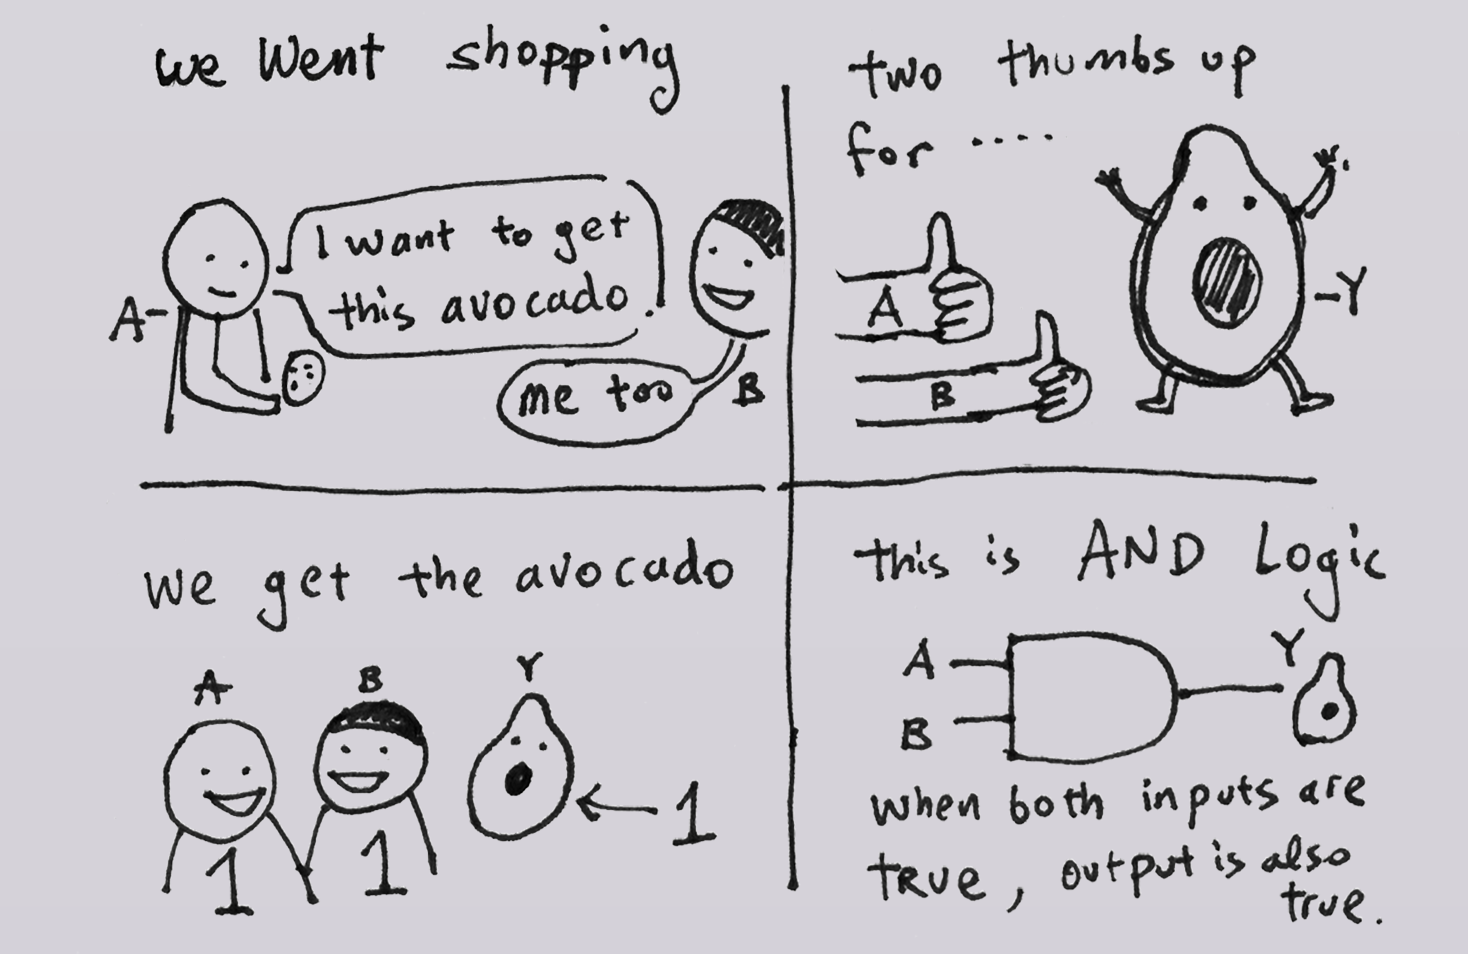 we Went shopping
I want to get
this avocado.
A-
me too
B
two thumbs up
for ....
A
B
-Y
we get the avocado
A B Y
1 1 ← 1
this is AND Logic
A
B
Y
when both inputs are
TRUE, output is also
true.